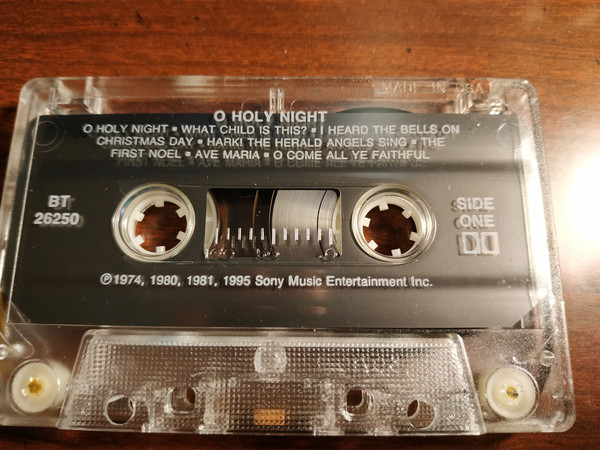 MADE IN USA
O HOLY NIGHT
O HOLY NIGHT ▪ WHAT CHILD IS THIS? ▪ I HEARD THE BELLS ON
CHRISTMAS DAY ▪ HARK! THE HERALD ANGELS SING ▪ THE
FIRST NOEL ▪ AVE MARIA ▪ O COME ALL YE FAITHFUL
BT
26250
SIDE
ONE
℗ 1974, 1980, 1981, 1995 Sony Music Entertainment Inc.